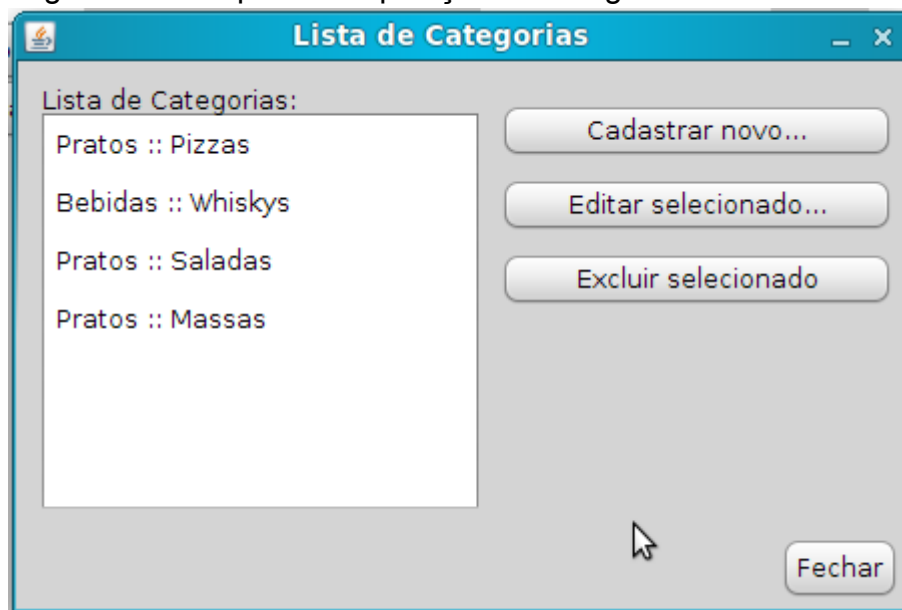 Lista de Categorias
Lista de Categorias:
Pratos :: Pizzas
Bebidas :: Whiskys
Pratos :: Saladas
Pratos :: Massas
Cadastrar novo...
Editar selecionado...
Excluir selecionado
Fechar